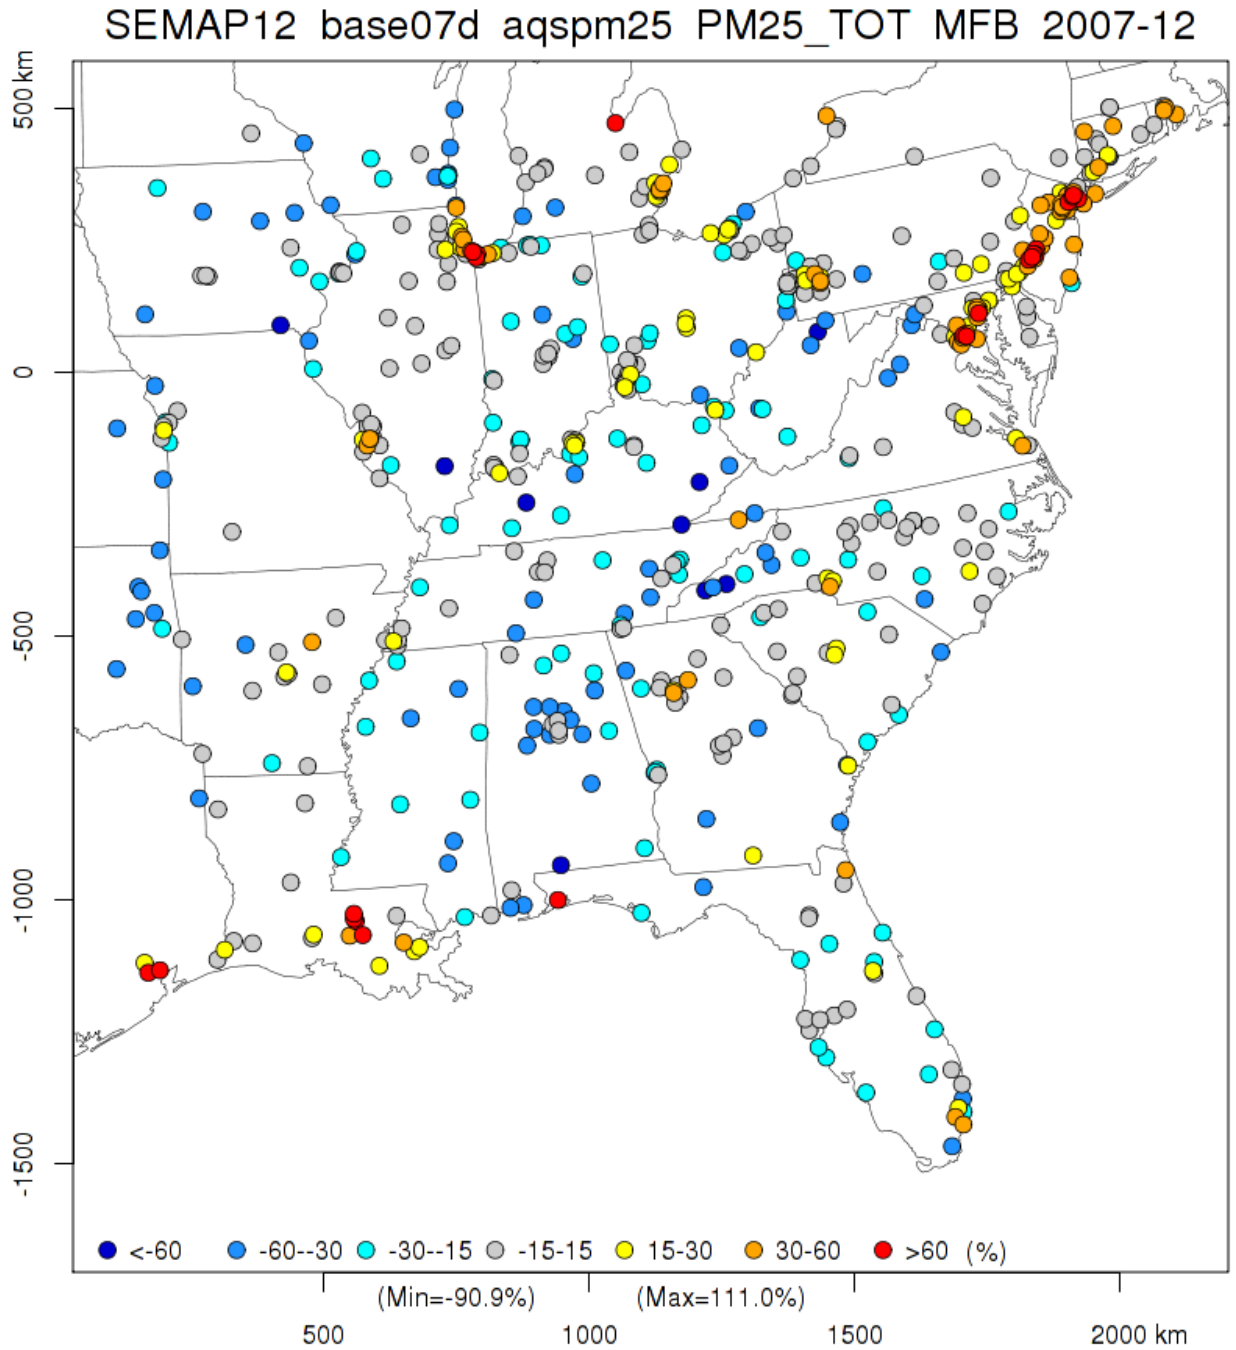 SEMAP12 base07d aqspm25 PM25_TOT MFB 2007-12
500 km
0
-500
-1000
-1500
<-60 -60--30 -30--15 -15-15 15-30 30-60 >60 (%)
(Min=-90.9%) (Max=111.0%)
500 1000 1500 2000 km